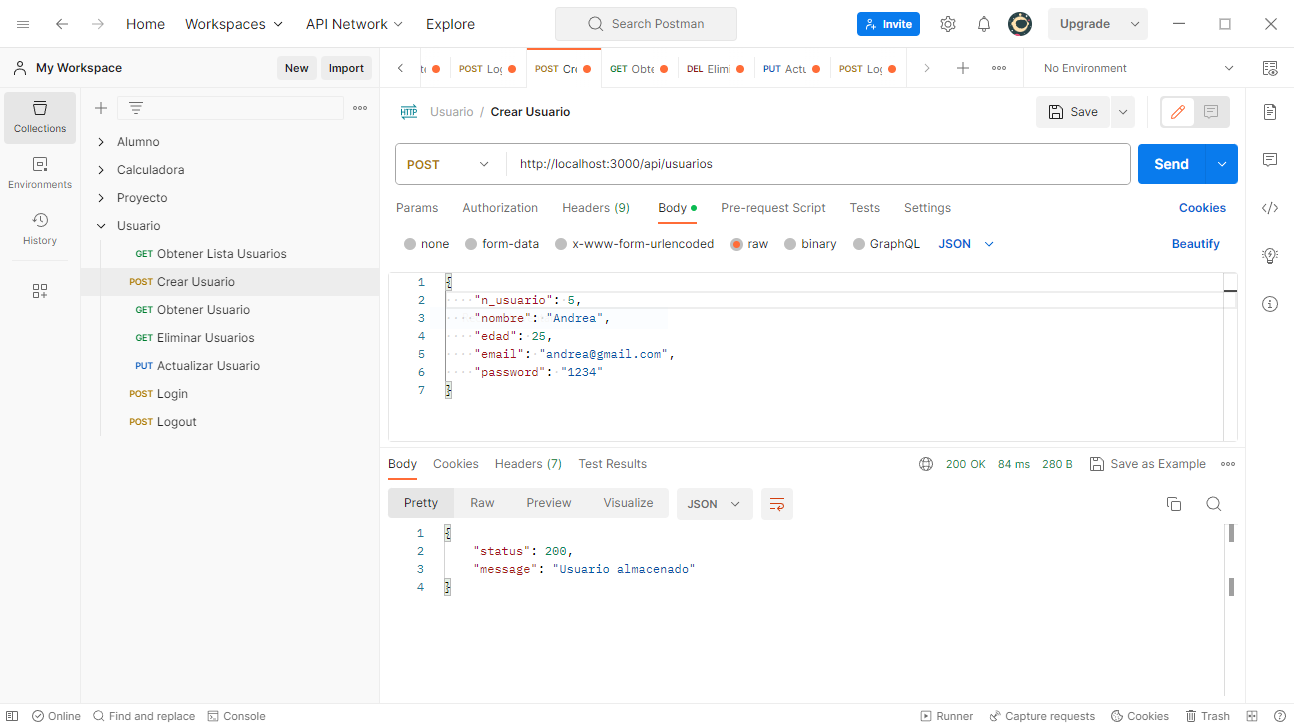 Home Workspaces API Network Explore Search Postman Invite Upgrade
My Workspace New Import
POST Log POST Cre GET Obte DEL Elim PUT Actu POST Log No Environment
Collections
Environments
History
Alumno
Calculadora
Proyecto
Usuario
GET Obtener Lista Usuarios
POST Crear Usuario
GET Obtener Usuario
GET Eliminar Usuarios
PUT Actualizar Usuario
POST Login
POST Logout
HTTP Usuario / Crear Usuario Save
POST http://localhost:3000/api/usuarios Send
Params Authorization Headers (9) Body Pre-request Script Tests Settings Cookies
none form-data x-www-form-urlencoded raw binary GraphQL JSON Beautify
1 {
2 "n_usuario": 5,
3 "nombre": "Andrea",
4 "edad": 25,
5 "email": "andrea@gmail.com",
6 "password": "1234"
7 }
Body Cookies Headers (7) Test Results 200 OK 84 ms 280 B Save as Example
Pretty Raw Preview Visualize JSON
1 {
2 "status": 200,
3 "message": "Usuario almacenado"
4 }
Online Find and replace Console Runner Capture requests Cookies Trash